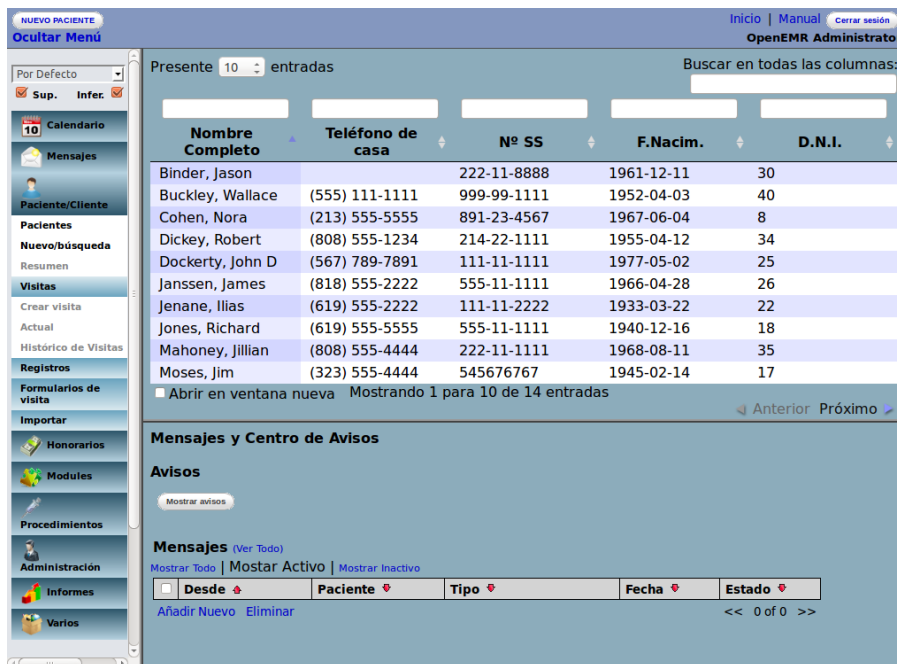 NUEVO PACIENTE
Inicio | Manual Cerrar sesión
Ocultar Menú
OpenEMR Administrato
Por Defecto
Sup. Infer.
10 Calendario
Mensajes
Paciente/Cliente
Pacientes
Nuevo/búsqueda
Resumen
Visitas
Crear visita
Actual
Histórico de Visitas
Registros
Formularios de visita
Importar
Honorarios
Modules
Procedimientos
Administración
Informes
Varios
Presente 10 entradas
Buscar en todas las columnas:
Nombre Completo Teléfono de casa Nº SS F.Nacim. D.N.I.
Binder, Jason 222-11-8888 1961-12-11 30
Buckley, Wallace (555) 111-1111 999-99-1111 1952-04-03 40
Cohen, Nora (213) 555-5555 891-23-4567 1967-06-04 8
Dickey, Robert (808) 555-1234 214-22-1111 1955-04-12 34
Dockerty, John D (567) 789-7891 111-11-1111 1977-05-02 25
Janssen, James (818) 555-2222 555-11-1111 1966-04-28 26
Jenane, Ilias (619) 555-2222 111-11-2222 1933-03-22 22
Jones, Richard (619) 555-5555 555-11-1111 1940-12-16 18
Mahoney, Jillian (808) 555-4444 222-11-1111 1968-08-11 35
Moses, Jim (323) 555-4444 545676767 1945-02-14 17
Abrir en ventana nueva Mostrando 1 para 10 de 14 entradas
Anterior Próximo
Mensajes y Centro de Avisos
Avisos
Mostrar avisos
Mensajes (Ver Todo)
Mostrar Todo | Mostar Activo | Mostrar Inactivo
Desde Paciente Tipo Fecha Estado
Añadir Nuevo Eliminar << 0 of 0 >>